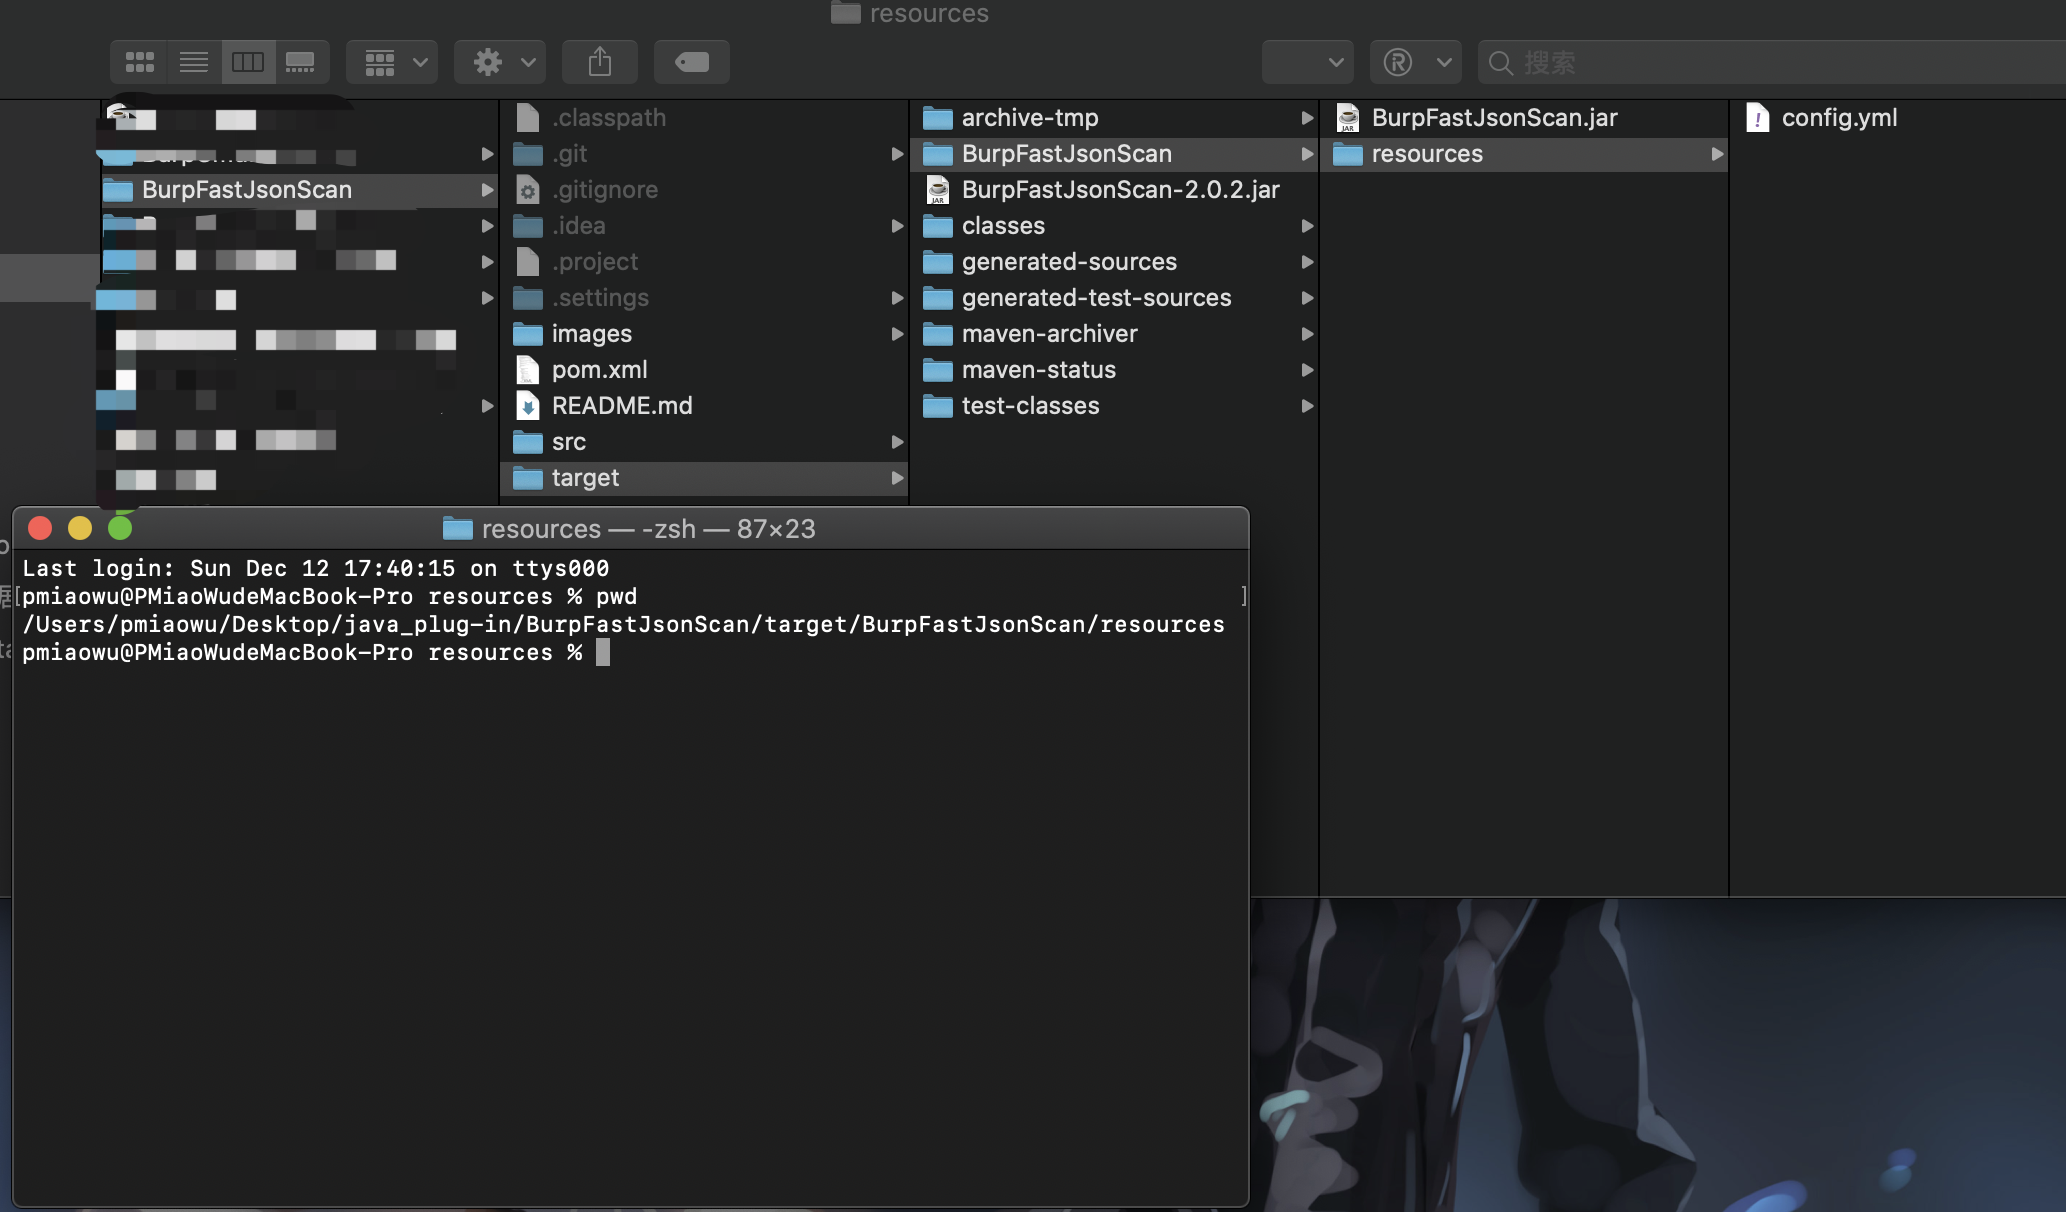 resources
搜索
BurpFastJsonScan
.classpath
.git
.gitignore
.idea
.project
.settings
images
pom.xml
README.md
src
target
archive-tmp
BurpFastJsonScan
BurpFastJsonScan-2.0.2.jar
classes
generated-sources
generated-test-sources
maven-archiver
maven-status
test-classes
BurpFastJsonScan.jar
resources
config.yml
resources — -zsh — 87×23
Last login: Sun Dec 12 17:40:15 on ttys000
[pmiaowu@PMiaoWudeMacBook-Pro resources % pwd ]
/Users/pmiaowu/Desktop/java_plug-in/BurpFastJsonScan/target/BurpFastJsonScan/resources
pmiaowu@PMiaoWudeMacBook-Pro resources %